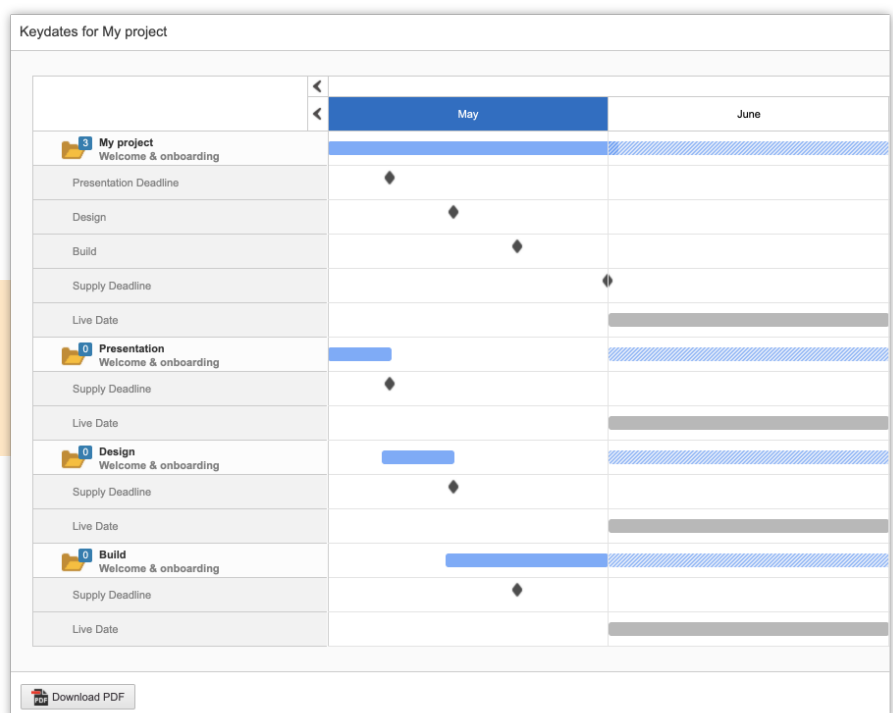 Keydates for My project
May
June
3
My project
Welcome & onboarding
Presentation Deadline
Design
Build
Supply Deadline
Live Date
0
Presentation
Welcome & onboarding
Supply Deadline
Live Date
0
Design
Welcome & onboarding
Supply Deadline
Live Date
0
Build
Welcome & onboarding
Supply Deadline
Live Date
PDF
Download PDF